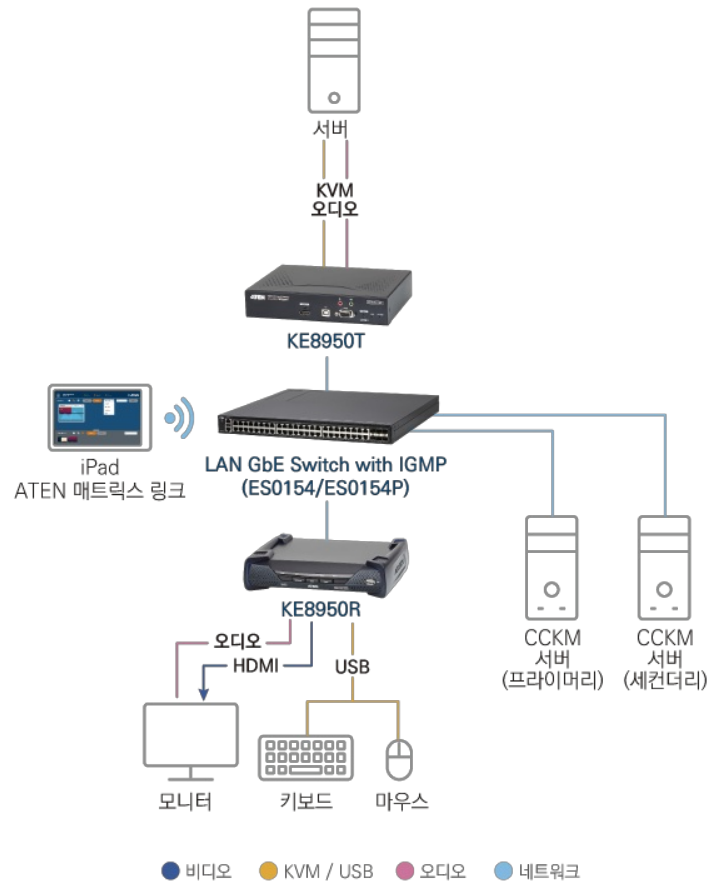 서버
KVM
오디오
ATEN
KE8950T
iPad
ATEN 매트릭스 링크
LAN GbE Switch with IGMP
(ES0154/ES0154P)
KE8950R
오디오
HDMI
USB
CCKM
서버
(프라이머리)
CCKM
서버
(세컨더리)
모니터
키보드
마우스
비디오
KVM / USB
오디오
네트워크